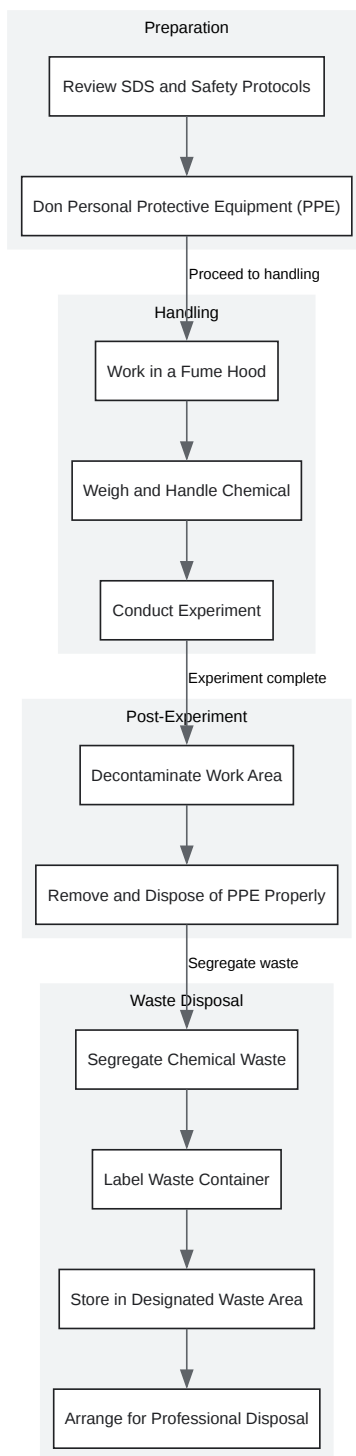 Preparation
Review SDS and Safety Protocols
Don Personal Protective Equipment (PPE)
Proceed to handling
Handling
Work in a Fume Hood
Weigh and Handle Chemical
Conduct Experiment
Experiment complete
Post-Experiment
Decontaminate Work Area
Remove and Dispose of PPE Properly
Segregate waste
Waste Disposal
Segregate Chemical Waste
Label Waste Container
Store in Designated Waste Area
Arrange for Professional Disposal